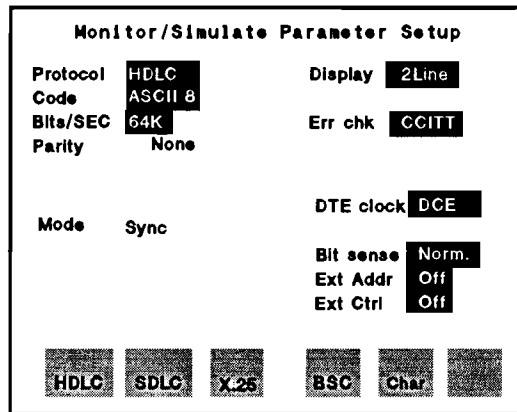 Monitor/Simulate Parameter Setup
Protocol HDLC Display 2Line
Code ASCII 8
Bits/SEC 64K Err chk CCITT
Parity None
DTE clock DCE
Mode Sync
Bit sense Norm.
Ext Addr Off
Ext Ctrl Off
HDLC SDLC X.25 BSC Char